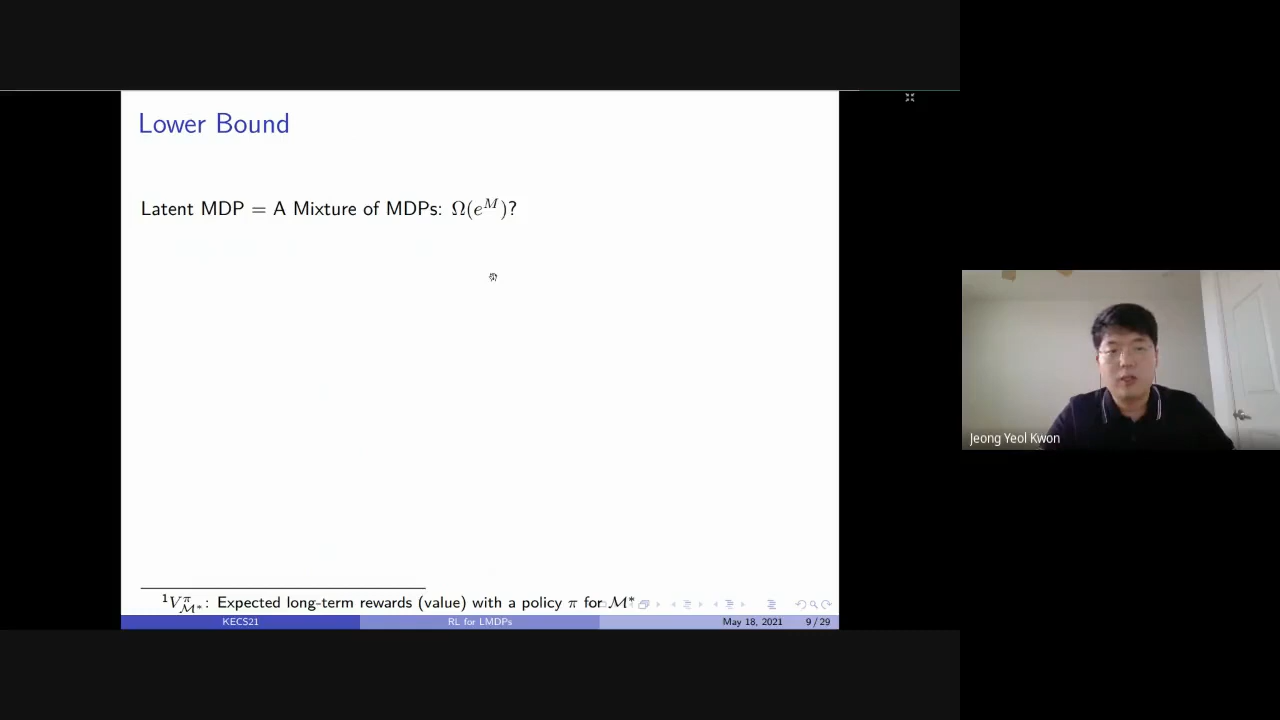 Lower Bound
Latent MDP = A Mixture of MDPs: Ω(e^M)?
¹V^π_{M*}: Expected long-term rewards (value) with a policy π for M*
KECS21 RL for LMDPs May 18, 2021 9 / 29
Jeong Yeol Kwon